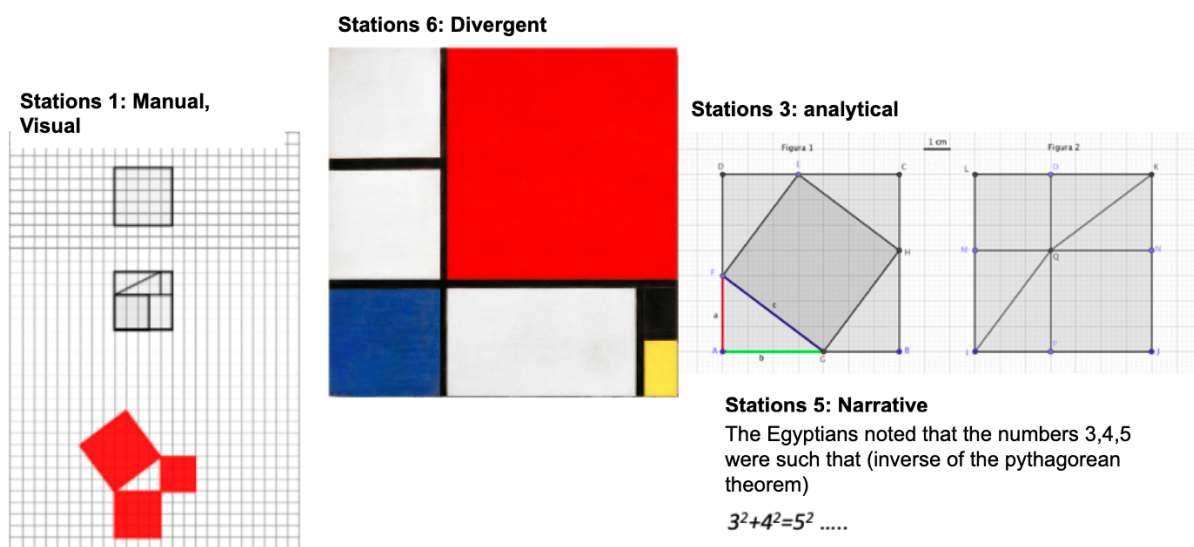 Stations 6: Divergent
Stations 1: Manual,
Visual
Stations 3: analytical
Figura 1
1 cm
Figura 2
D
E
C
L
O
K
F
H
M
Q
N
c
a
A
b
G
B
I
P
J
Stations 5: Narrative
The Egyptians noted that the numbers 3,4,5
were such that (inverse of the pythagorean
theorem)
3²+4²=5² .....